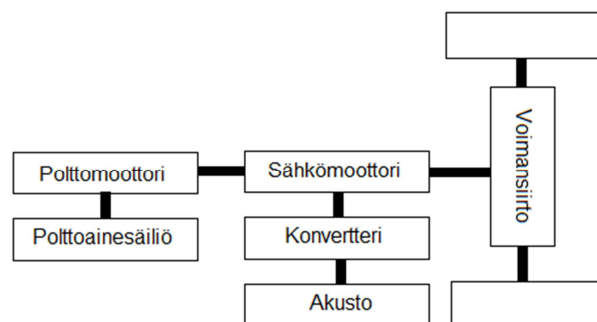 Polttomoottori
Sähkömoottori
Voimansiirto
Polttoainesäiliö
Konvertteri
Akusto